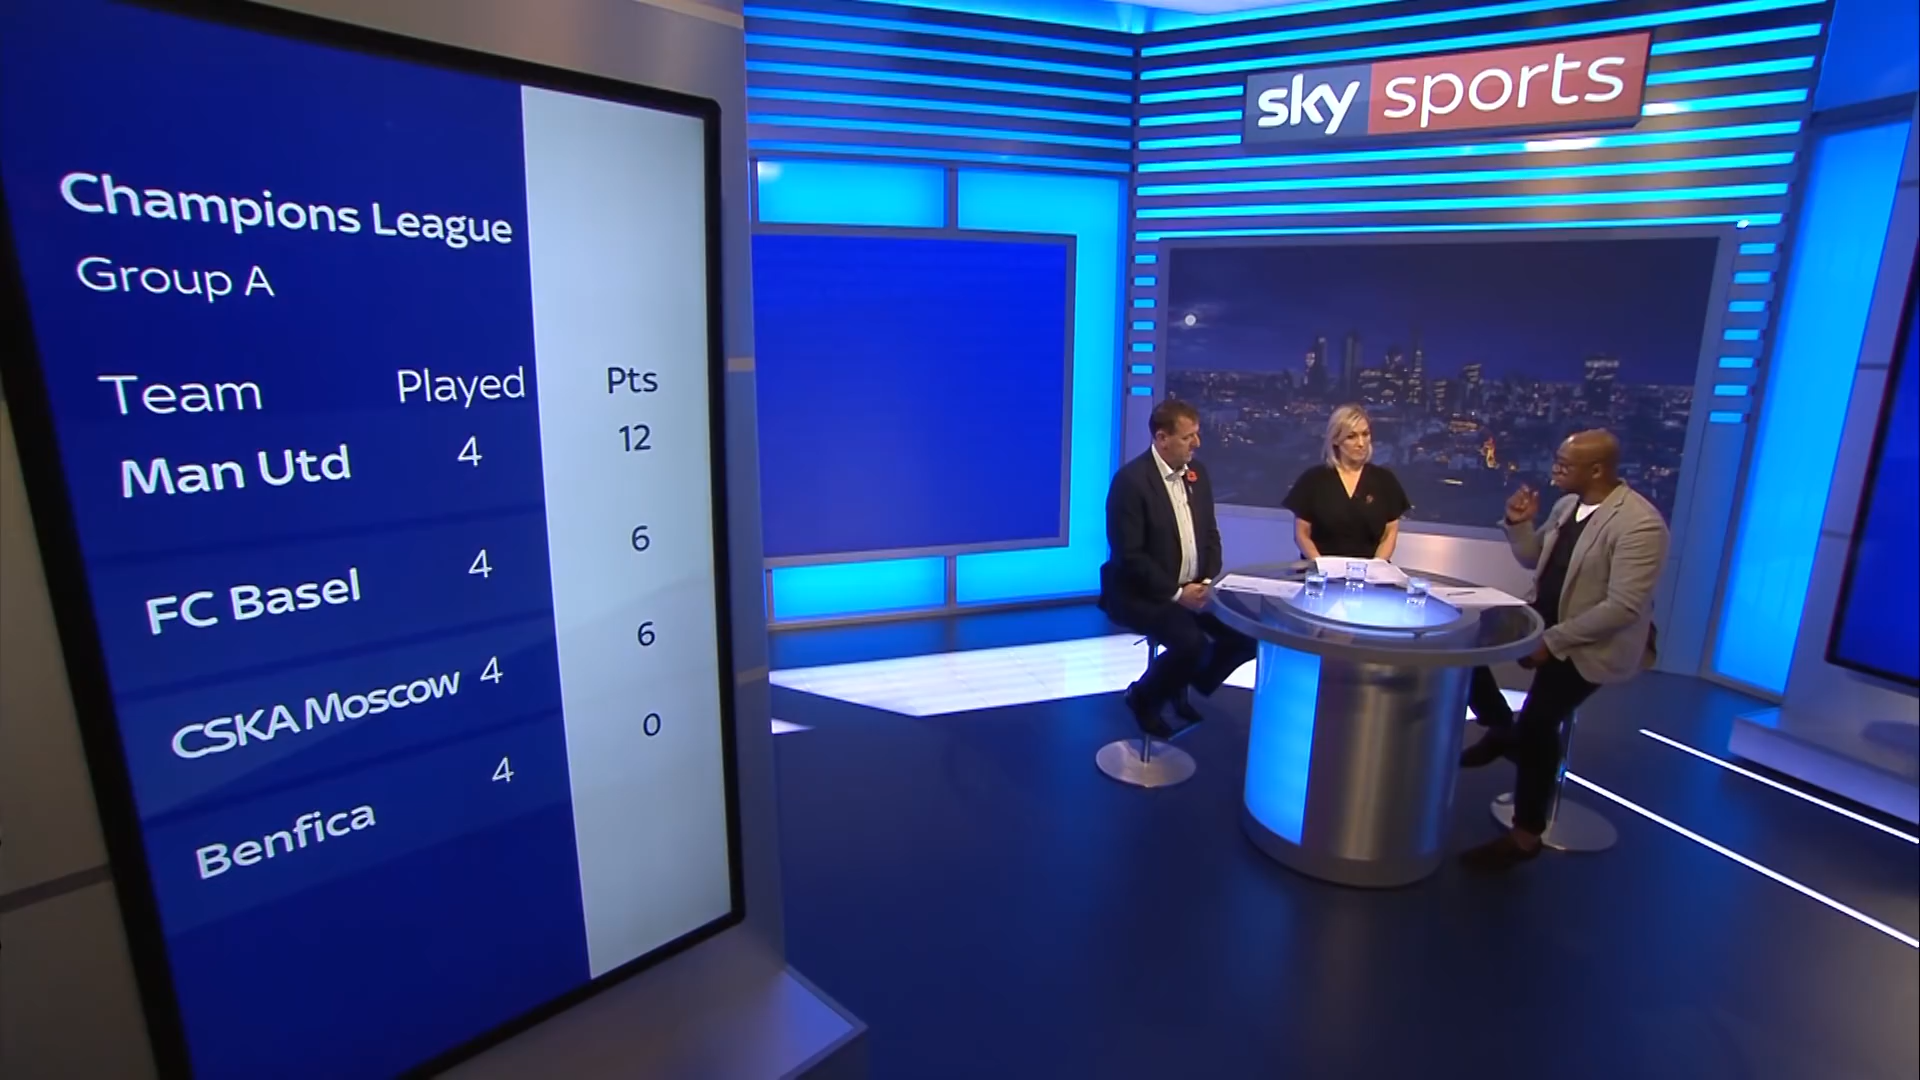 sky sports
Champions League
Group A
Team Played Pts
Man Utd 4 12
FC Basel 4 6
CSKA Moscow 4 6
Benfica 4 0